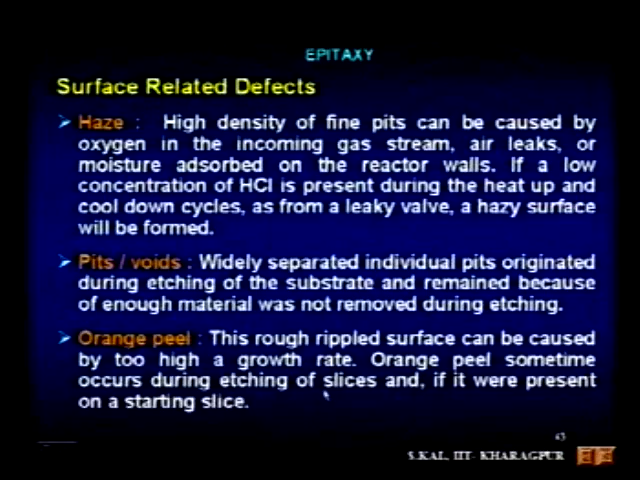 EPITAXY
Surface Related Defects
➤ Haze : High density of fine pits can be caused by
oxygen in the incoming gas stream, air leaks, or
moisture adsorbed on the reactor walls. If a low
concentration of HCl is present during the heat up and
cool down cycles, as from a leaky valve, a hazy surface
will be formed.
➤ Pits / voids : Widely separated individual pits originated
during etching of the substrate and remained because
of enough material was not removed during etching.
➤ Orange peel : This rough rippled surface can be caused
by too high a growth rate. Orange peel sometime
occurs during etching of slices and, if it were present
on a starting slice.
S.KAL, IIT- KHARAGPUR